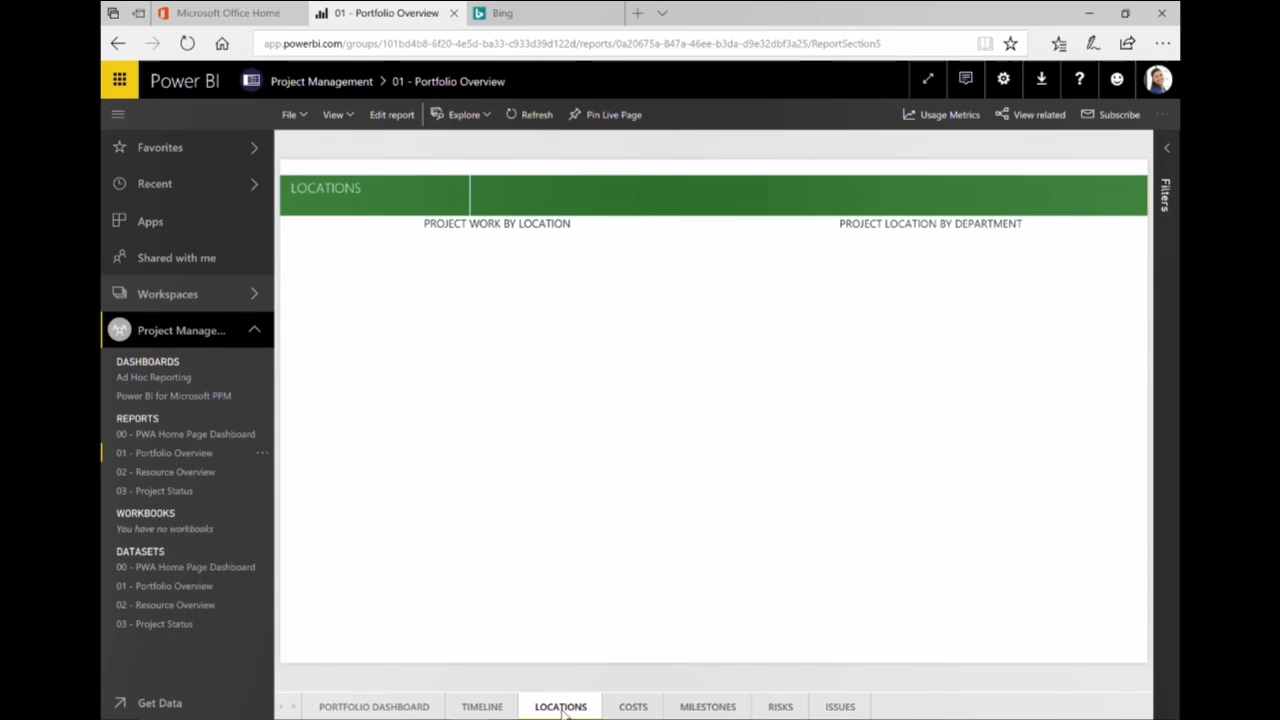 Microsoft Office Home
01 - Portfolio Overview
Bing
app.powerbi.com/groups/101bd4b8-6f20-4e5d-ba33-c933d39d122d/reports/0a20675a-847a-46ee-b3da-d9e32dbf3a25/ReportSection5
Power BI
Project Management > 01 - Portfolio Overview
File View Edit report Explore Refresh Pin Live Page Usage Metrics View related Subscribe
Favorites
Recent
Apps
Shared with me
Workspaces
Project Manage...
DASHBOARDS
Ad Hoc Reporting
Power BI for Microsoft PPM
REPORTS
00 - PWA Home Page Dashboard
01 - Portfolio Overview
02 - Resource Overview
03 - Project Status
WORKBOOKS
You have no workbooks
DATASETS
00 - PWA Home Page Dashboard
01 - Portfolio Overview
02 - Resource Overview
03 - Project Status
Get Data
LOCATIONS
PROJECT WORK BY LOCATION
PROJECT LOCATION BY DEPARTMENT
Filters
PORTFOLIO DASHBOARD TIMELINE LOCATIONS COSTS MILESTONES RISKS ISSUES